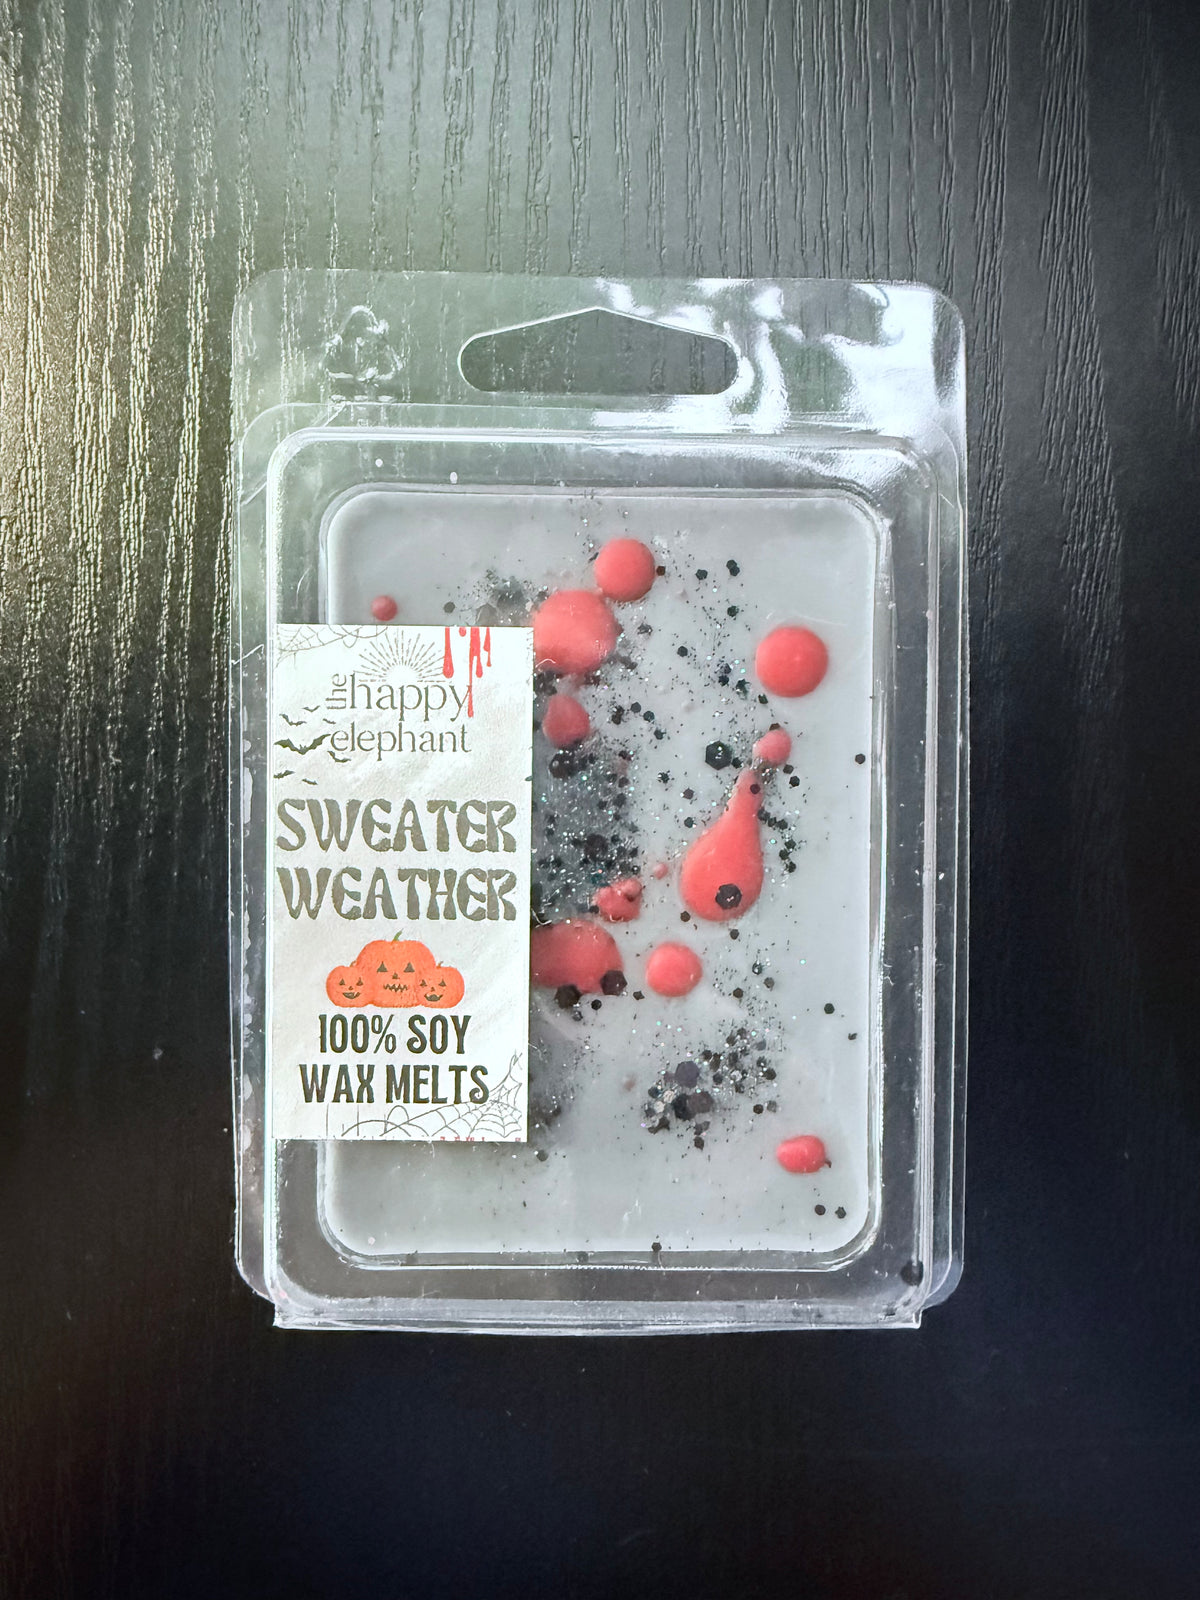 the happy
elephant
SWEATER
WEATHER
100% SOY
WAX MELTS